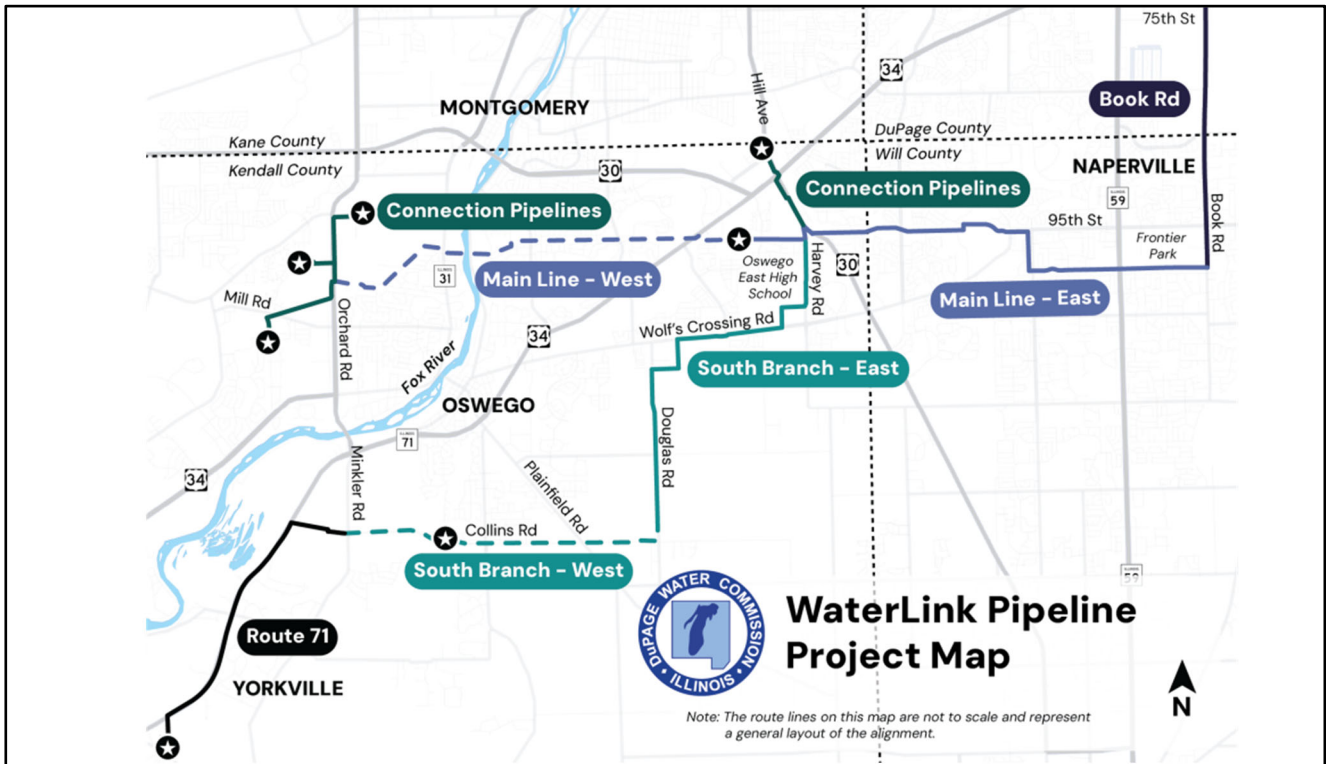 75th St
34
Hill Ave
Book Rd
MONTGOMERY
DuPage County
Kane County
Will County
Kendall County
30
NAPERVILLE
Connection Pipelines
ILLINOIS
59
Connection Pipelines
95th St
Book Rd
Frontier
Park
Harvey Rd
Oswego
East High
School
30
ILLINOIS
31
Main Line – West
Main Line – East
Mill Rd
Orchard Rd
Wolf's Crossing Rd
34
Fox River
South Branch – East
OSWEGO
Douglas Rd
ILLINOIS
71
Minkler Rd
Plainfield Rd
34
Collins Rd
South Branch – West
ILLINOIS
59
DuPAGE WATER COMMISSION
• ILLINOIS •
WaterLink Pipeline
Project Map
Route 71
YORKVILLE
N
Note: The route lines on this map are not to scale and represent
a general layout of the alignment.